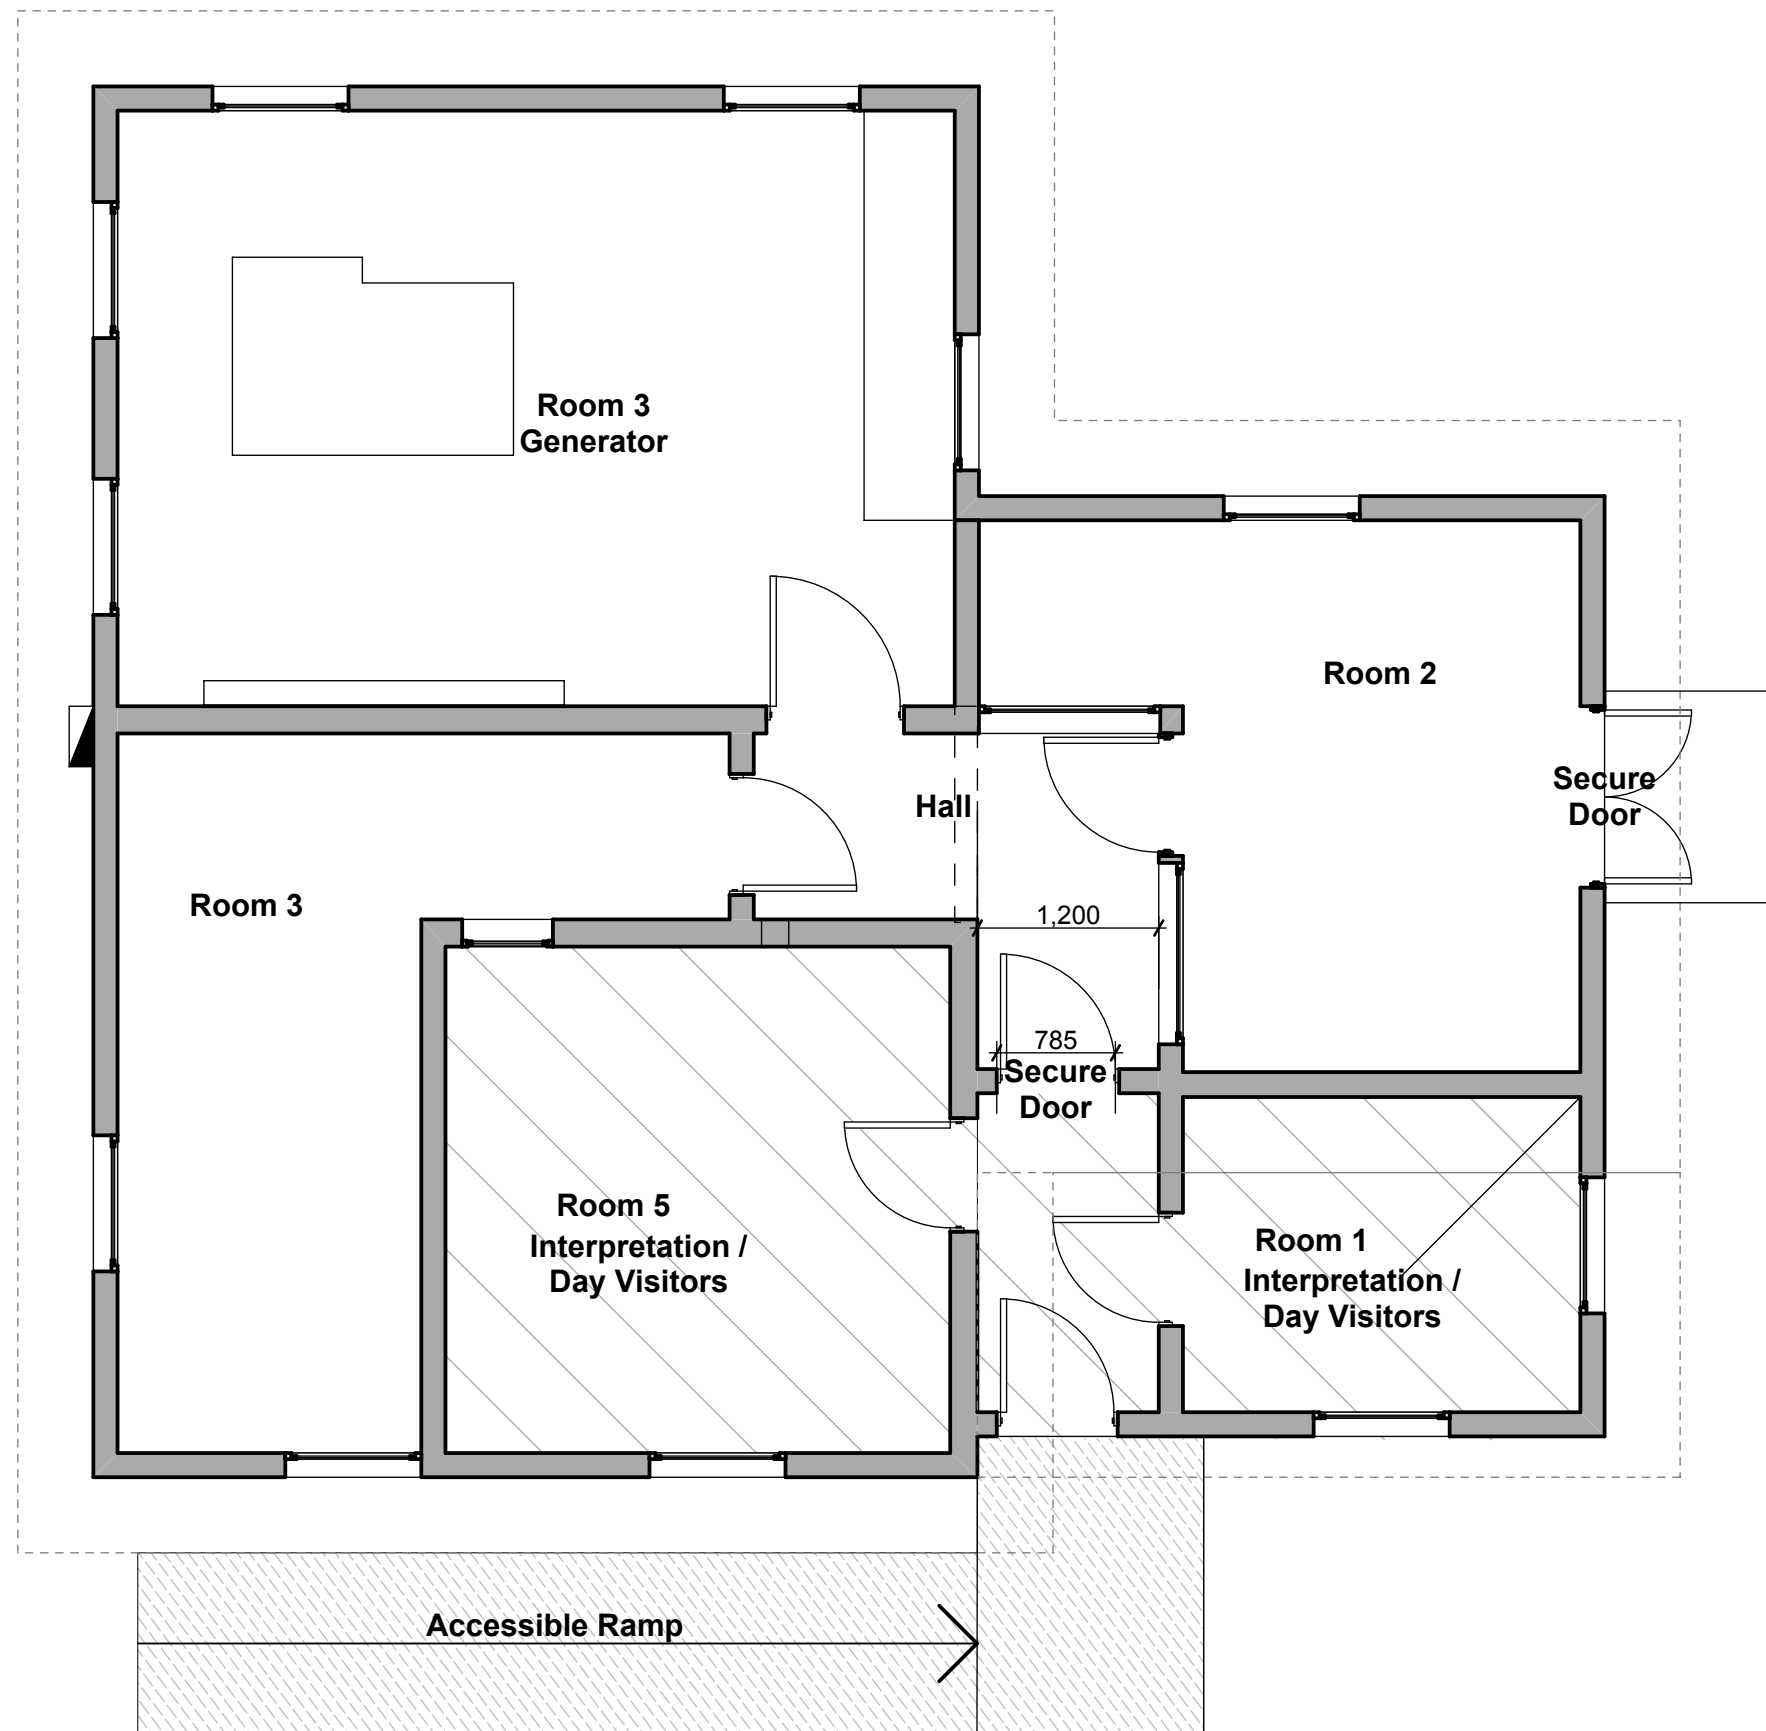 Room 3
Generator
Room 2
Secure
Door
Hall
Room 3
1,200
785
Secure
Door
Room 5
Interpretation /
Day Visitors
Room 1
Interpretation /
Day Visitors
Accessible Ramp